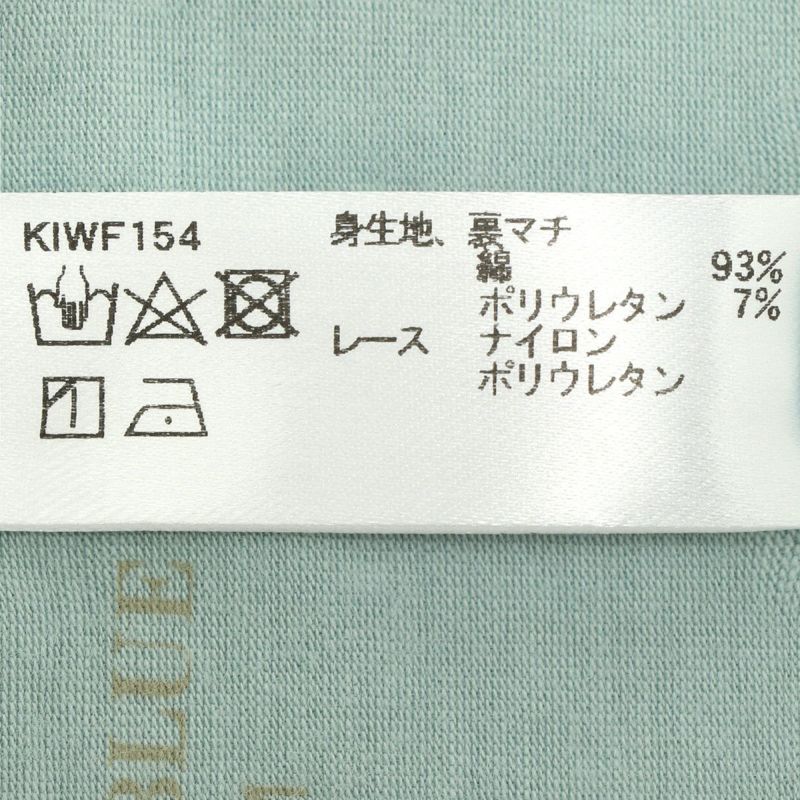 KIWF154
身生地、裏マチ
綿 93%
ポリウレタン 7%
レース ナイロン
ポリウレタン
BLUE